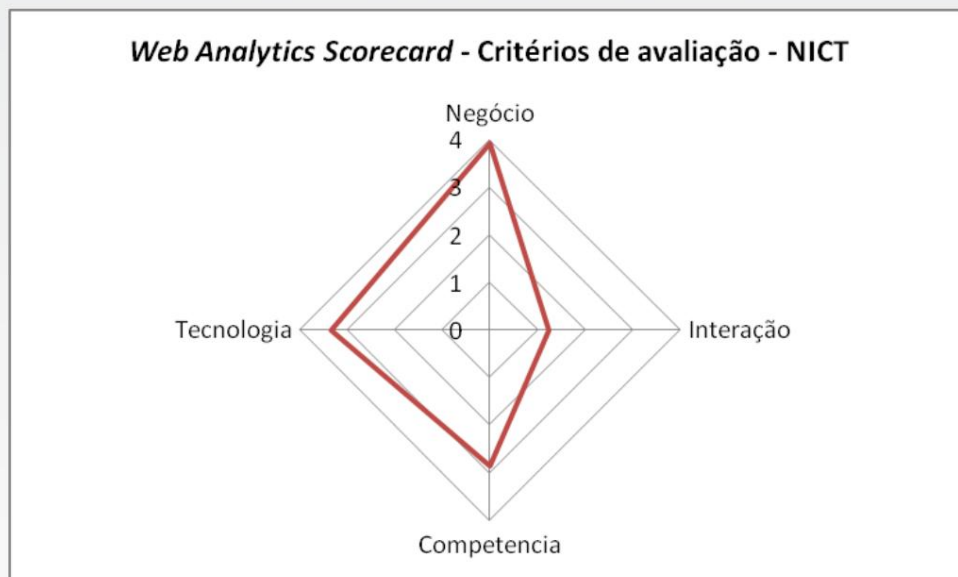 Web Analytics Scorecard - Critérios de avaliação - NICT
Negócio
4
3
2
1
Tecnologia 0 Interação
Competencia